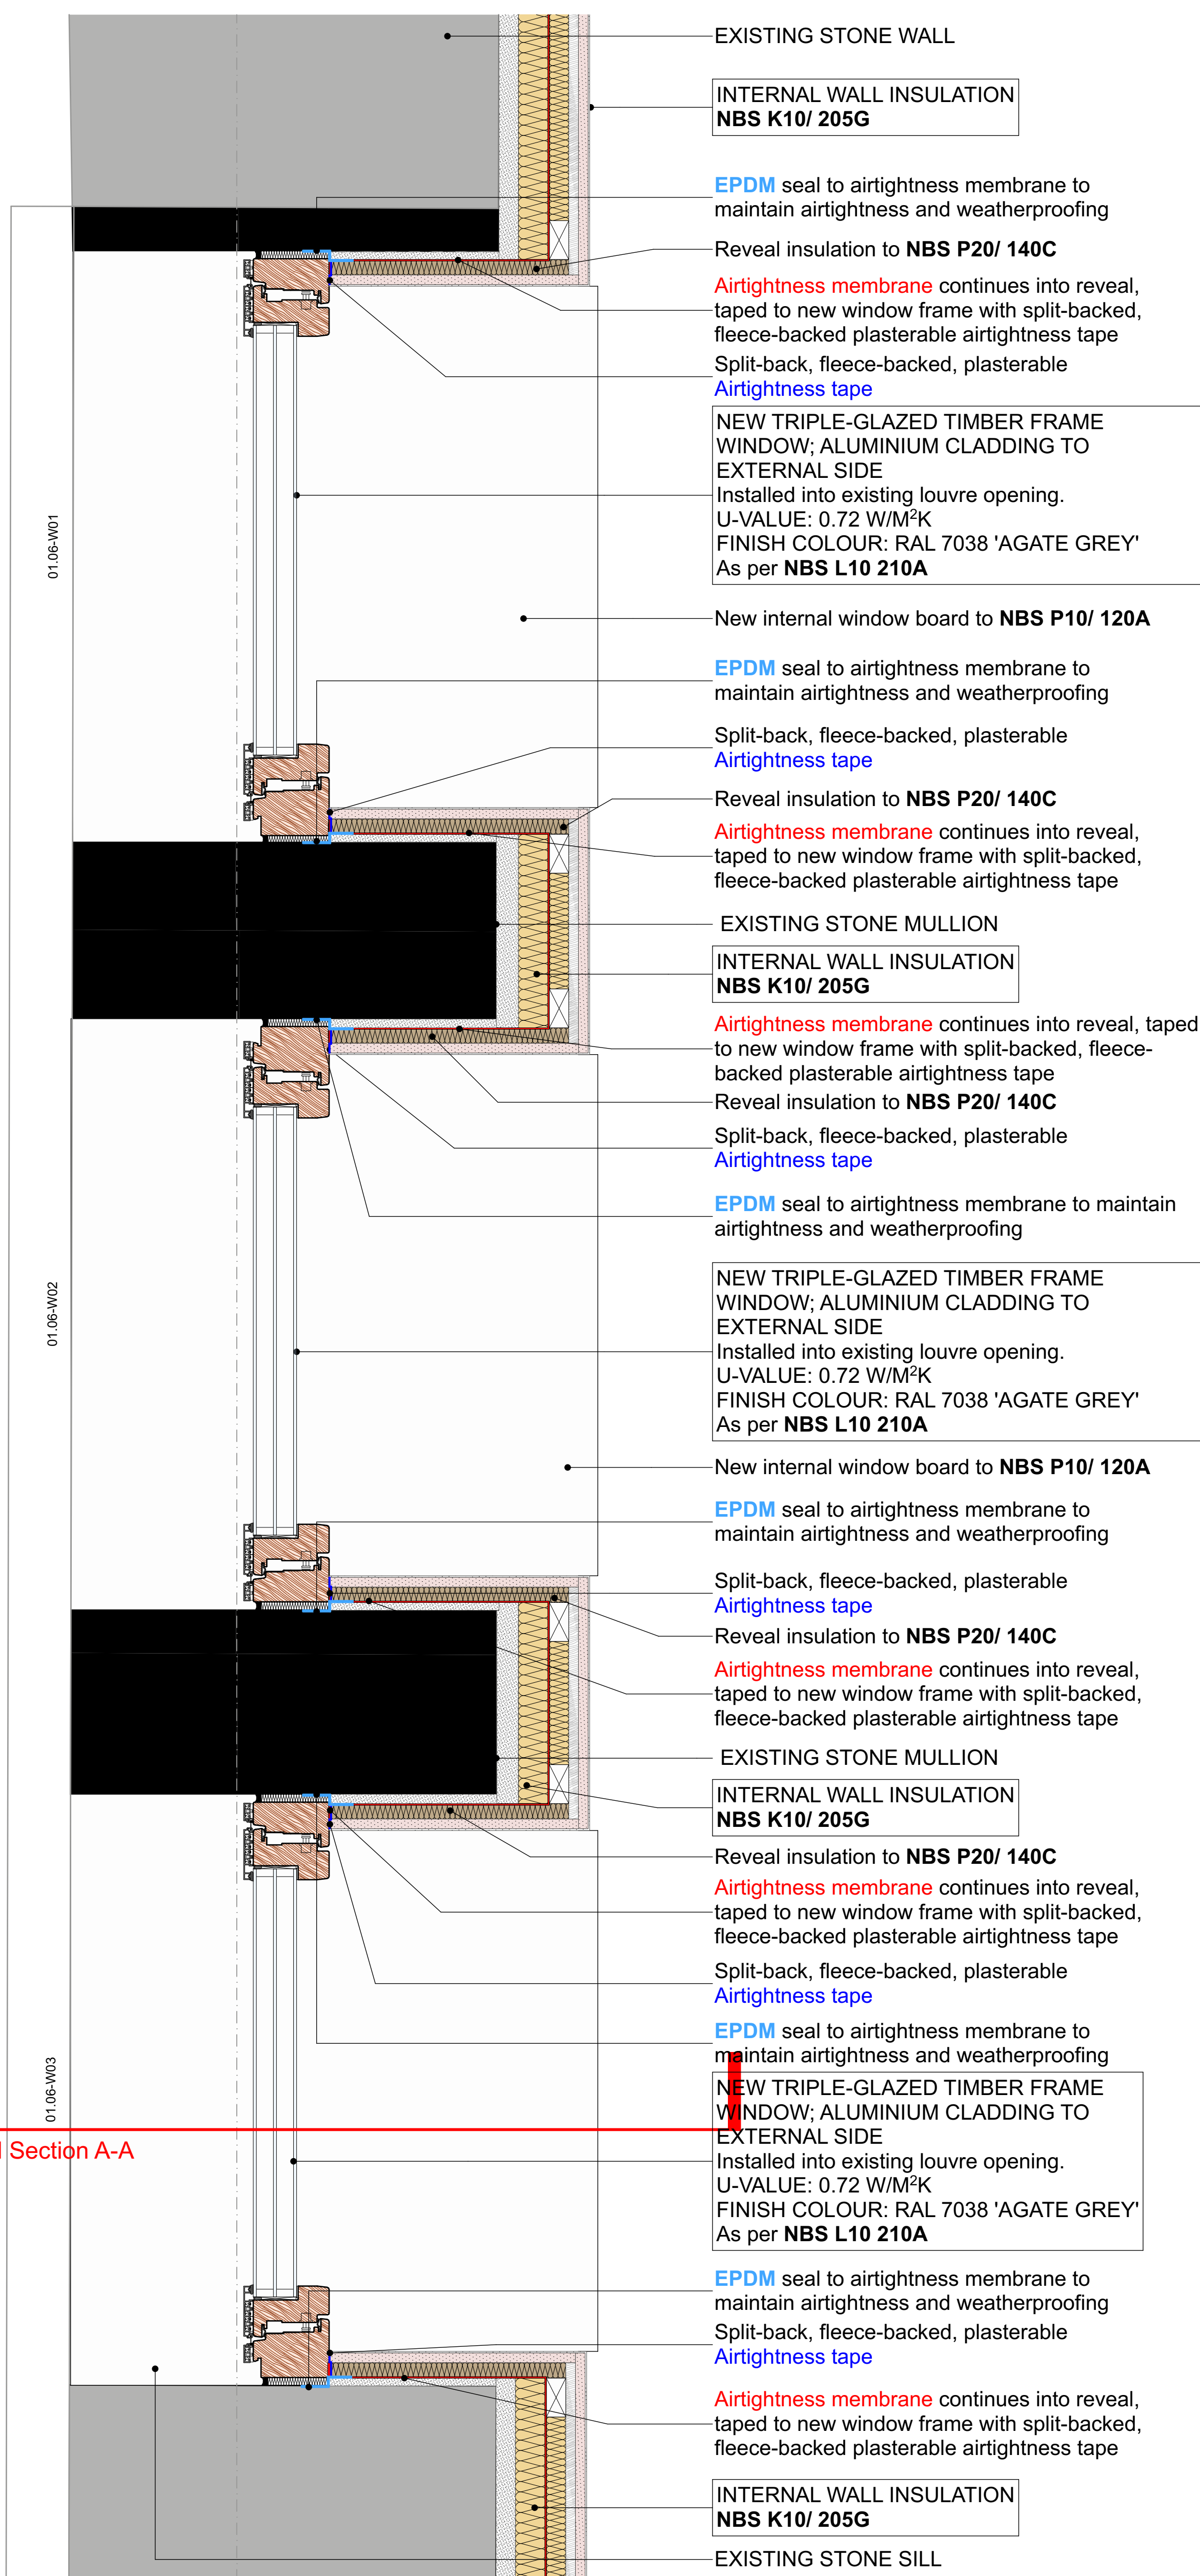 EXISTING STONE WALL
INTERNAL WALL INSULATION
NBS K10/ 205G
EPDM seal to airtightness membrane to
maintain airtightness and weatherproofing
Reveal insulation to NBS P20/ 140C
Airtightness membrane continues into reveal,
taped to new window frame with split-backed,
fleece-backed plasterable airtightness tape
Split-back, fleece-backed, plasterable
Airtightness tape
NEW TRIPLE-GLAZED TIMBER FRAME
WINDOW; ALUMINIUM CLADDING TO
EXTERNAL SIDE
Installed into existing louvre opening.
U-VALUE: 0.72 W/M²K
FINISH COLOUR: RAL 7038 'AGATE GREY'
As per NBS L10 210A
01.06-W01
New internal window board to NBS P10/ 120A
EPDM seal to airtightness membrane to
maintain airtightness and weatherproofing
Split-back, fleece-backed, plasterable
Airtightness tape
Reveal insulation to NBS P20/ 140C
Airtightness membrane continues into reveal,
taped to new window frame with split-backed,
fleece-backed plasterable airtightness tape
EXISTING STONE MULLION
INTERNAL WALL INSULATION
NBS K10/ 205G
Airtightness membrane continues into reveal, taped
to new window frame with split-backed, fleece-
backed plasterable airtightness tape
Reveal insulation to NBS P20/ 140C
Split-back, fleece-backed, plasterable
Airtightness tape
EPDM seal to airtightness membrane to maintain
airtightness and weatherproofing
NEW TRIPLE-GLAZED TIMBER FRAME
WINDOW; ALUMINIUM CLADDING TO
EXTERNAL SIDE
Installed into existing louvre opening.
U-VALUE: 0.72 W/M²K
FINISH COLOUR: RAL 7038 'AGATE GREY'
As per NBS L10 210A
01.06-W02
New internal window board to NBS P10/ 120A
EPDM seal to airtightness membrane to
maintain airtightness and weatherproofing
Split-back, fleece-backed, plasterable
Airtightness tape
Reveal insulation to NBS P20/ 140C
Airtightness membrane continues into reveal,
taped to new window frame with split-backed,
fleece-backed plasterable airtightness tape
EXISTING STONE MULLION
INTERNAL WALL INSULATION
NBS K10/ 205G
Reveal insulation to NBS P20/ 140C
Airtightness membrane continues into reveal,
taped to new window frame with split-backed,
fleece-backed plasterable airtightness tape
Split-back, fleece-backed, plasterable
Airtightness tape
EPDM seal to airtightness membrane to
maintain airtightness and weatherproofing
01.06-W03
NEW TRIPLE-GLAZED TIMBER FRAME
WINDOW; ALUMINIUM CLADDING TO
EXTERNAL SIDE
Installed into existing louvre opening.
U-VALUE: 0.72 W/M²K
FINISH COLOUR: RAL 7038 'AGATE GREY'
As per NBS L10 210A
Section A-A
EPDM seal to airtightness membrane to
maintain airtightness and weatherproofing
Split-back, fleece-backed, plasterable
Airtightness tape
Airtightness membrane continues into reveal,
taped to new window frame with split-backed,
fleece-backed plasterable airtightness tape
INTERNAL WALL INSULATION
NBS K10/ 205G
EXISTING STONE SILL